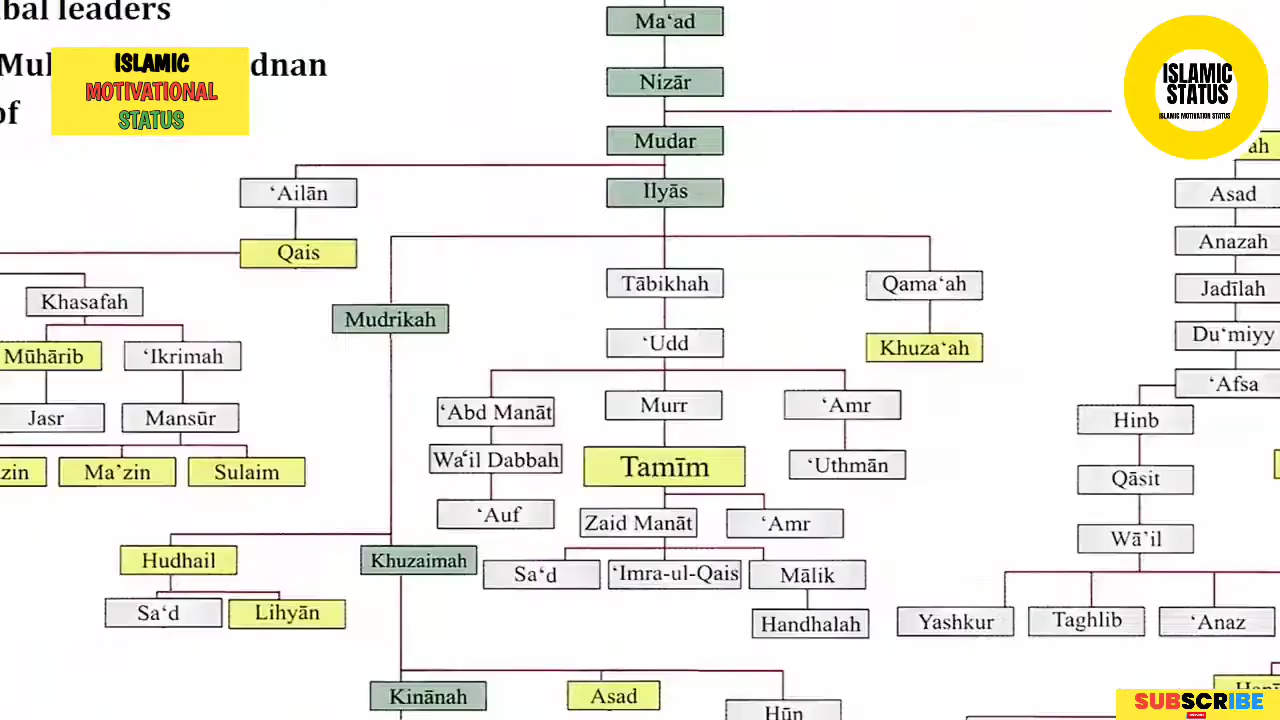 bal leaders
Mu
dnan
of
ISLAMIC
MOTIVATIONAL
STATUS
ISLAMIC
STATUS
ISLAMIC MOTIVATION STATUS
Ma‘ad
Nizār
Mudar
‘Ailān
Ilyās
Qais
ah
Asad
Anazah
Jadīlah
Du‘miyy
‘Afsa
Khasafah
Mūhārib
‘Ikrimah
Jasr
Mansūr
zin
Ma’zin
Sulaim
Mudrikah
Tābikhah
Qama‘ah
‘Udd
Khuza‘ah
‘Abd Manāt
Murr
‘Amr
Wa‘il Dabbah
Tamīm
‘Uthmān
‘Auf
Zaid Manāt
‘Amr
Hinb
Qāsit
Wā’il
Hudhail
Khuzaimah
Sa‘d
‘Imra-ul-Qais
Mālik
Sa‘d
Lihyān
Handhalah
Yashkur
Taghlib
‘Anaz
Kinānah
Asad
Hūn
SUBSCRIBE